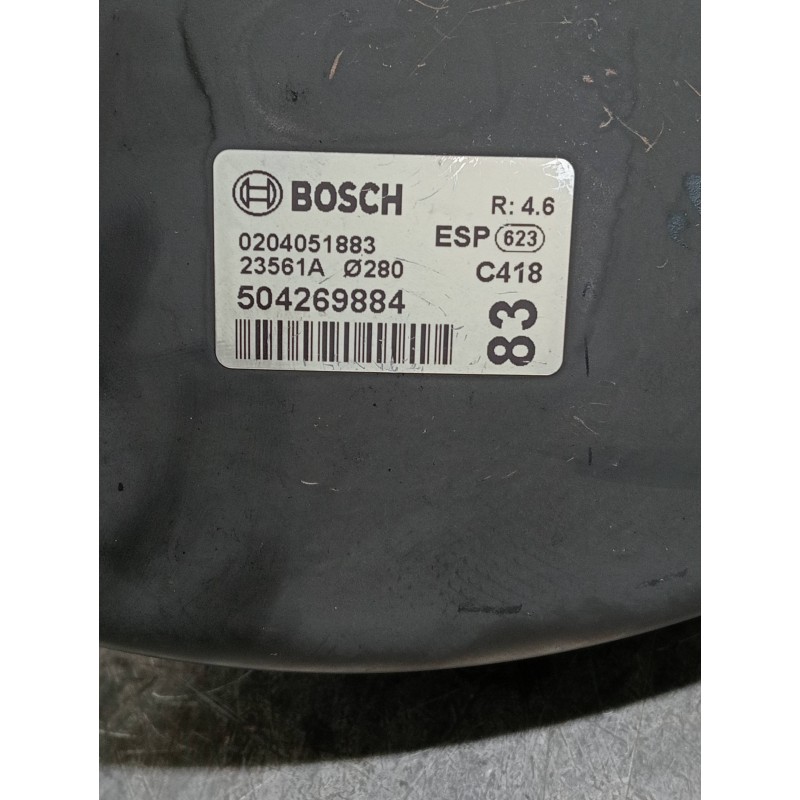 BOSCH R: 4.6
0204051883 ESP 623
23561A Ø280 C418
504269884
83